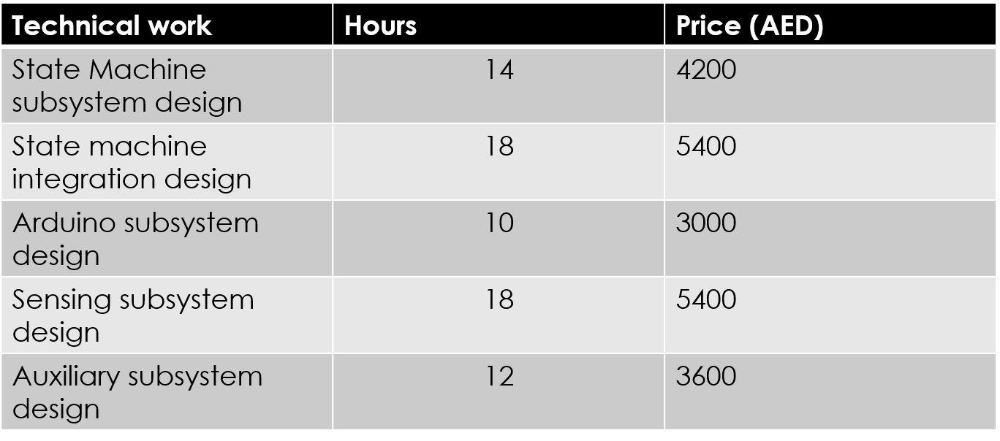 Technical work Hours Price (AED)
State Machine 14 4200
subsystem design
State machine 18 5400
integration design
Arduino subsystem 10 3000
design
Sensing subsystem 18 5400
design
Auxiliary subsystem 12 3600
design